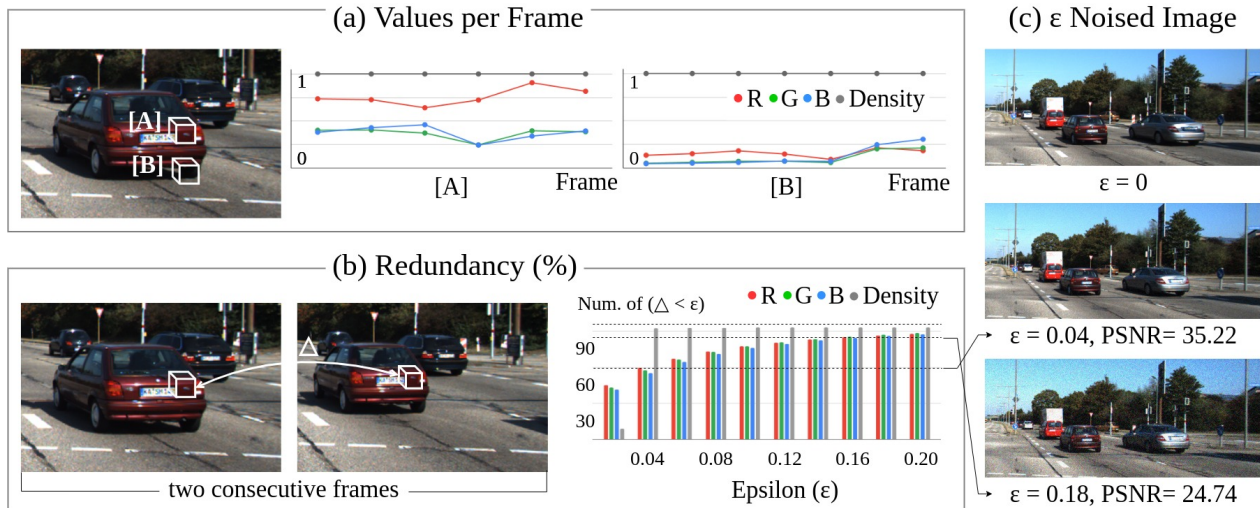 (a) Values per Frame
[A]
[B]
1
0
[A]
Frame
R G B Density
1
0
[B]
Frame
(b) Redundancy (%)
△
two consecutive frames
Num. of (△ < ε)
R G B Density
90
60
30
0.04 0.08 0.12 0.16 0.20
Epsilon (ε)
(c) ε Noised Image
ε = 0
ε = 0.04, PSNR= 35.22
ε = 0.18, PSNR= 24.74